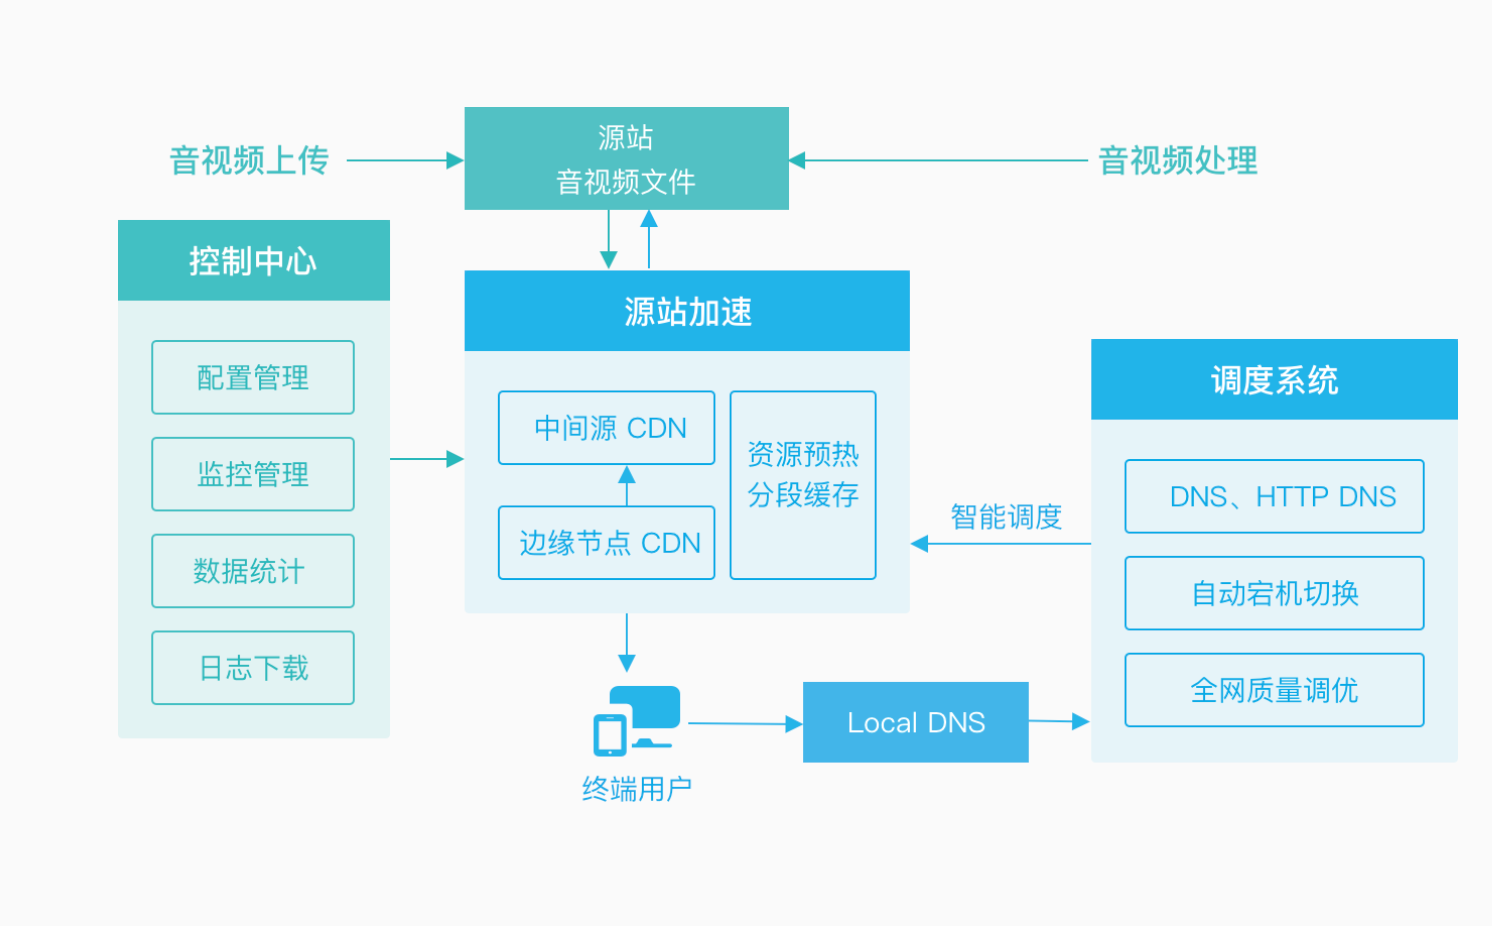 音视频上传
源站
音视频文件
音视频处理
控制中心
配置管理
监控管理
数据统计
日志下载
源站加速
中间源 CDN
边缘节点 CDN
资源预热
分段缓存
智能调度
调度系统
DNS、HTTP DNS
自动宕机切换
全网质量调优
终端用户
Local DNS